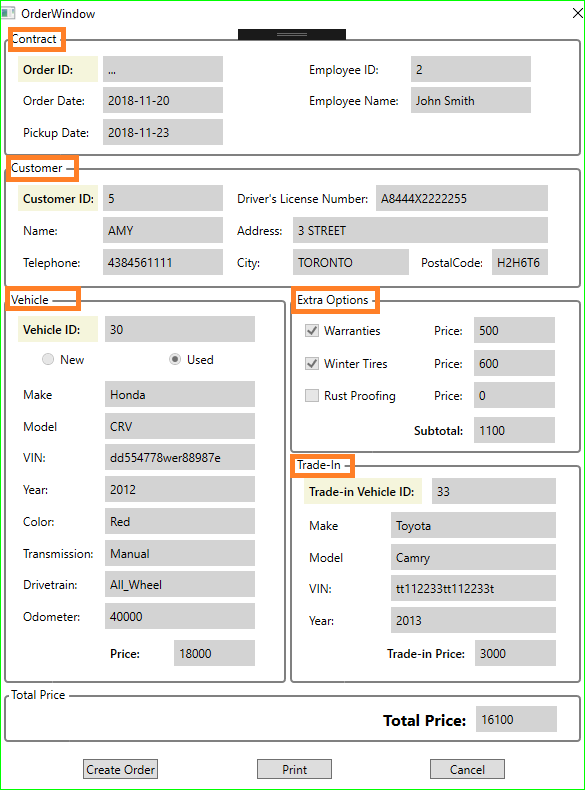 OrderWindow
Contract
Order ID: ... Employee ID: 2
Order Date: 2018-11-20 Employee Name: John Smith
Pickup Date: 2018-11-23
Customer
Customer ID: 5 Driver's License Number: A8444X2222255
Name: AMY Address: 3 STREET
Telephone: 4384561111 City: TORONTO PostalCode: H2H6T6
Vehicle
Vehicle ID: 30
New Used
Make Honda
Model CRV
VIN: dd554778wer88987e
Year: 2012
Color: Red
Transmission: Manual
Drivetrain: All_Wheel
Odometer: 40000
Price: 18000
Extra Options
Warranties Price: 500
Winter Tires Price: 600
Rust Proofing Price: 0
Subtotal: 1100
Trade-In
Trade-in Vehicle ID: 33
Make Toyota
Model Camry
VIN: tt112233tt112233t
Year: 2013
Trade-in Price: 3000
Total Price
Total Price: 16100
Create Order Print Cancel